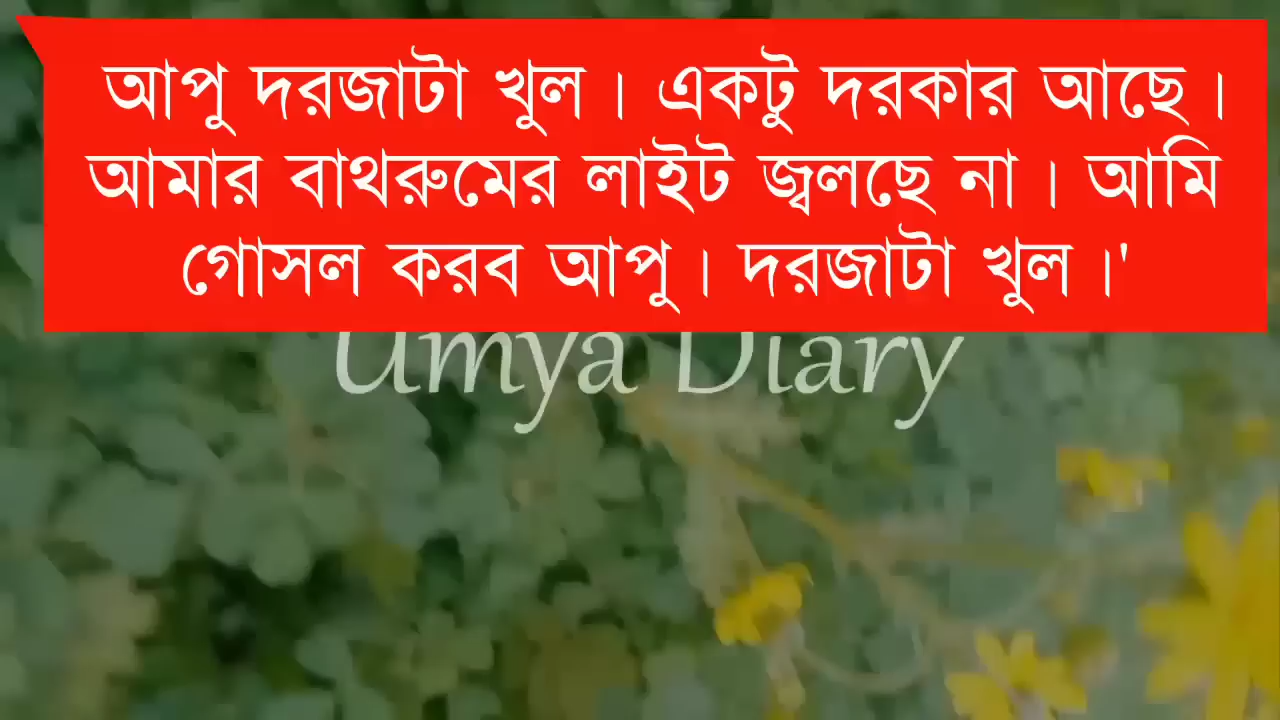 আপু দরজাটা খুল। একটু দরকার আছে।
আমার বাথরুমের লাইট জ্বলছে না। আমি
গোসল করব আপু। দরজাটা খুল।'
Umya Diary